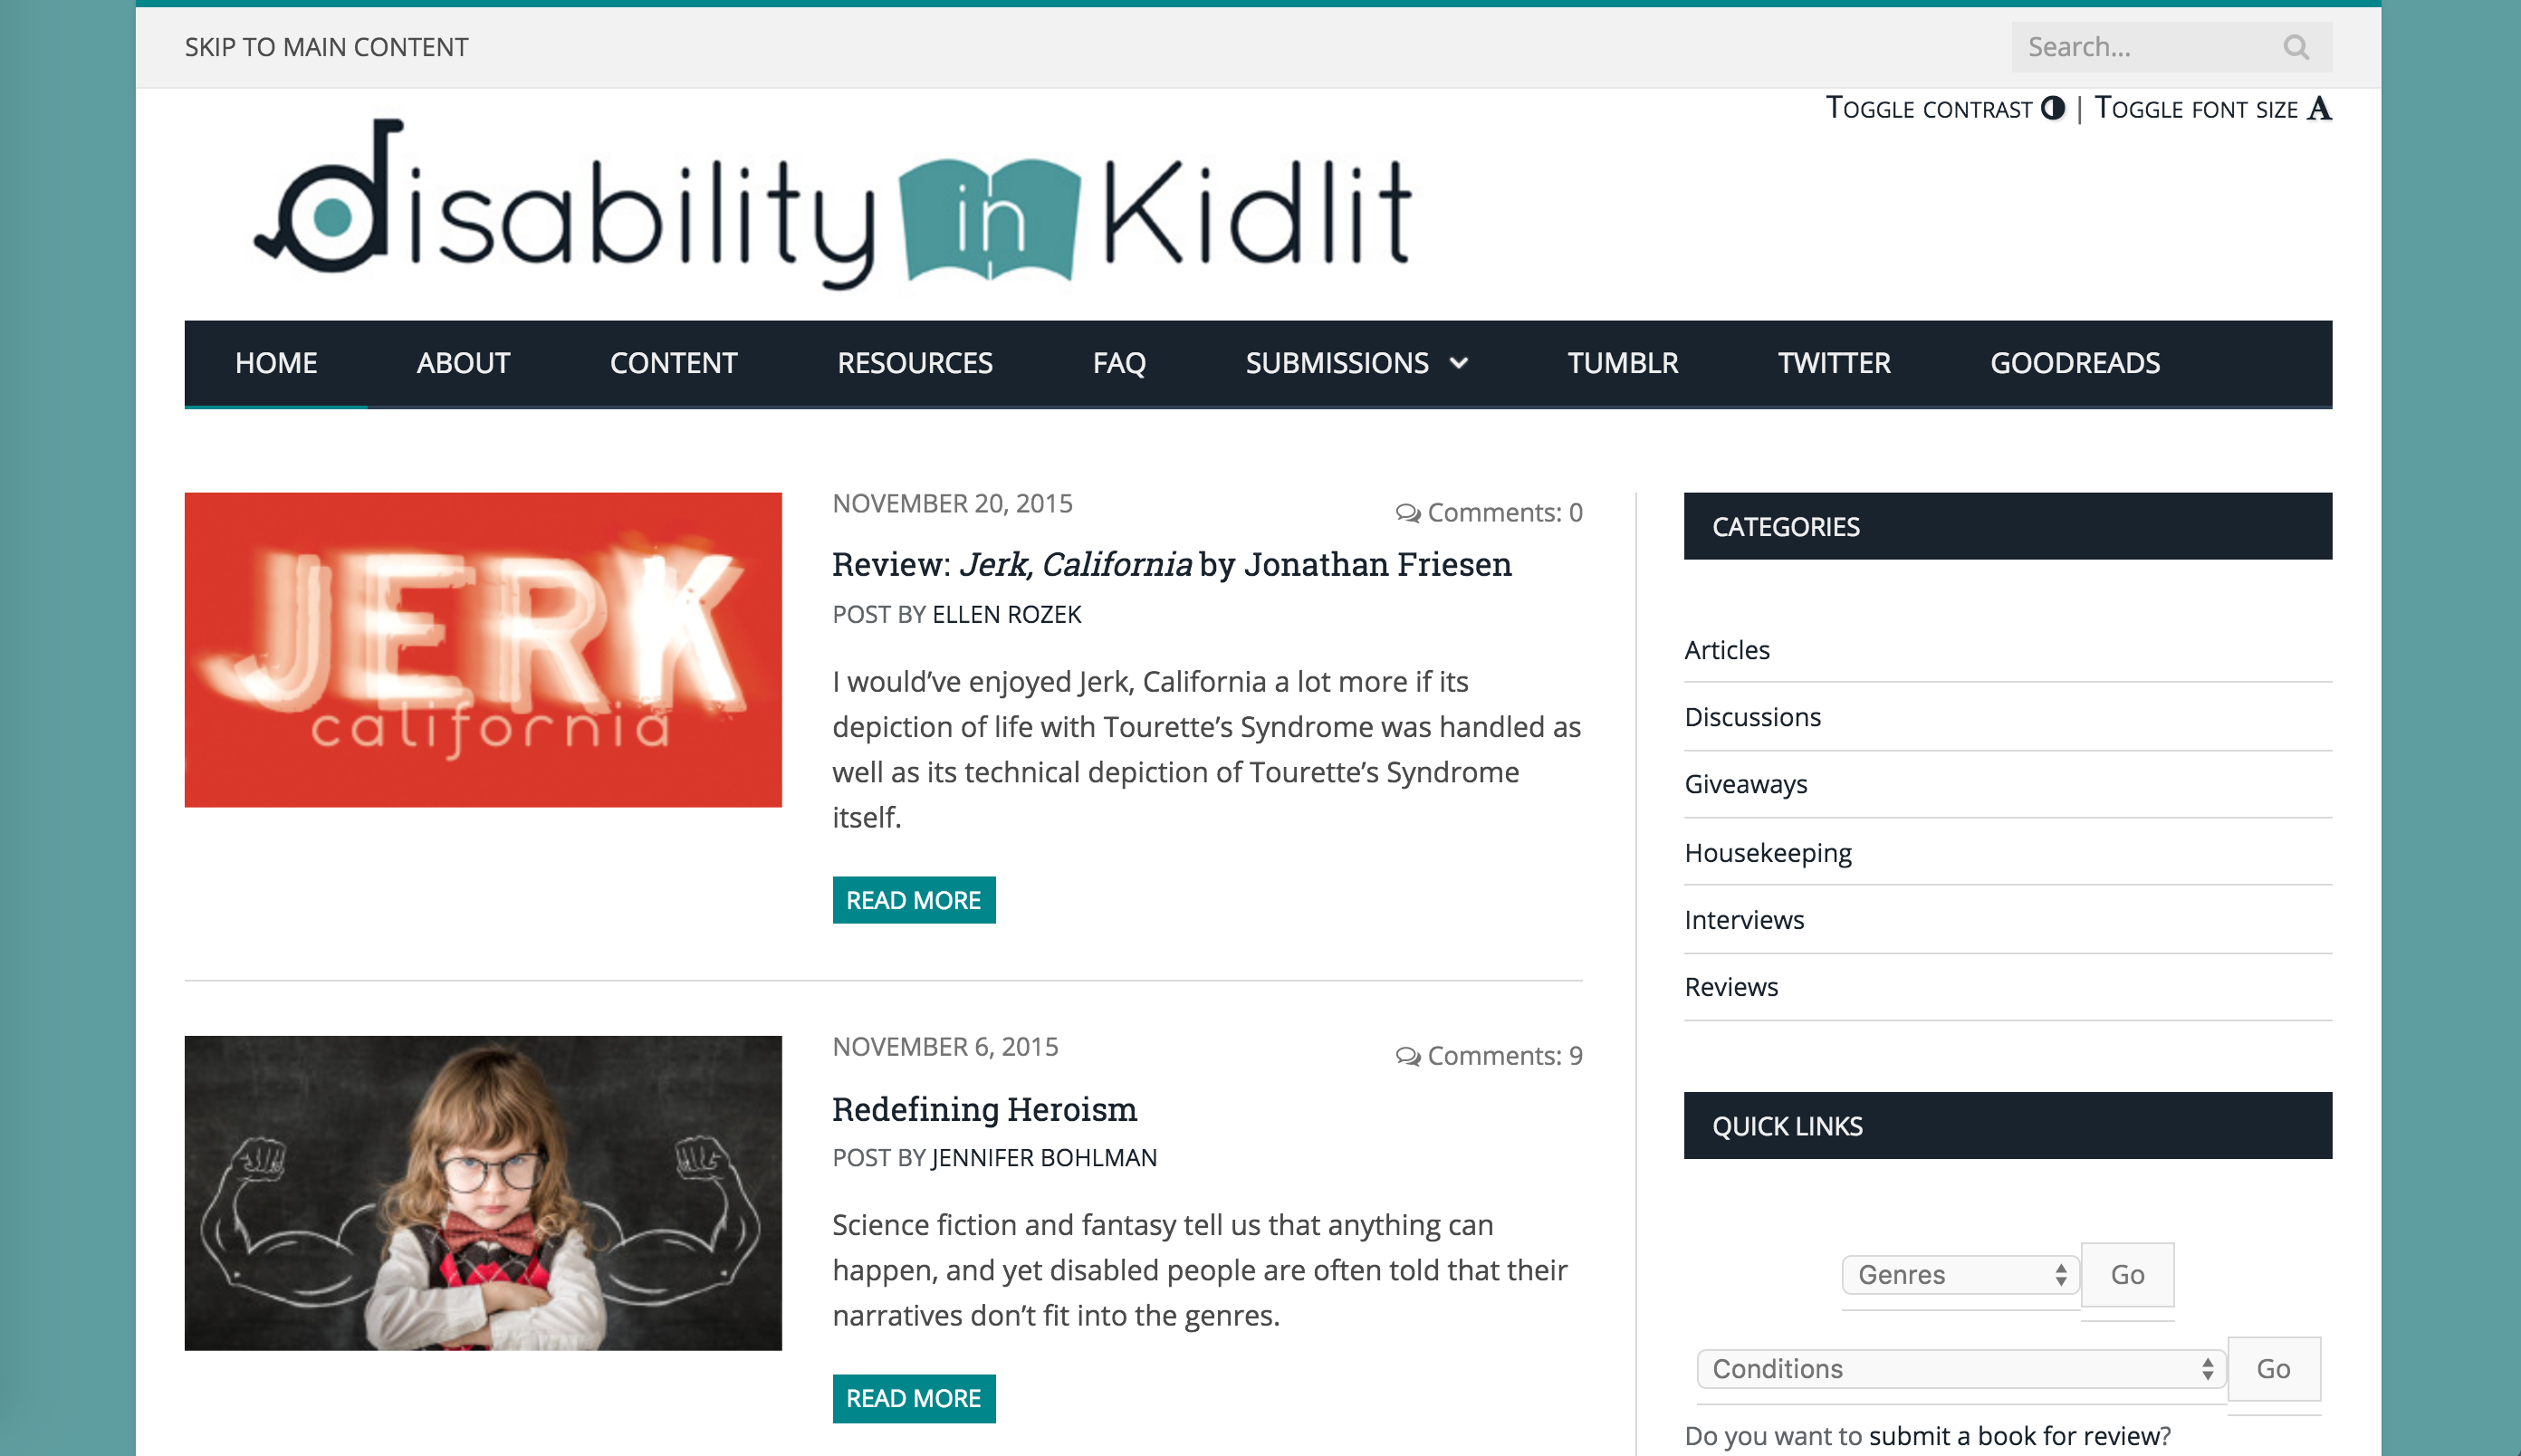 SKIP TO MAIN CONTENT
Search...
TOGGLE CONTRAST | TOGGLE FONT SIZE A
disability in Kidlit
HOME ABOUT CONTENT RESOURCES FAQ SUBMISSIONS TUMBLR TWITTER GOODREADS
JERK
california
NOVEMBER 20, 2015
Comments: 0
Review: Jerk, California by Jonathan Friesen
POST BY ELLEN ROZEK
I would’ve enjoyed Jerk, California a lot more if its
depiction of life with Tourette’s Syndrome was handled as
well as its technical depiction of Tourette’s Syndrome
itself.
READ MORE
NOVEMBER 6, 2015
Comments: 9
Redefining Heroism
POST BY JENNIFER BOHLMAN
Science fiction and fantasy tell us that anything can
happen, and yet disabled people are often told that their
narratives don’t fit into the genres.
READ MORE
CATEGORIES
Articles
Discussions
Giveaways
Housekeeping
Interviews
Reviews
QUICK LINKS
Genres Go
Conditions Go
Do you want to submit a book for review?